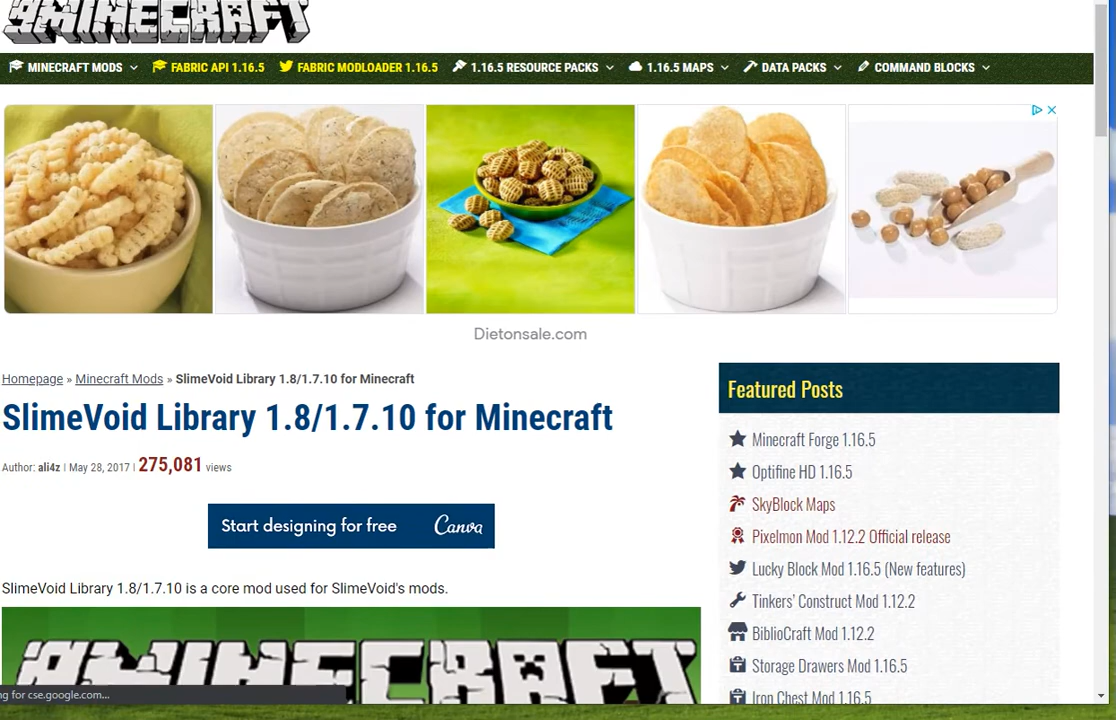 9MINECRAFT
MINECRAFT MODS FABRIC API 1.16.5 FABRIC MODLOADER 1.16.5 1.16.5 RESOURCE PACKS 1.16.5 MAPS DATA PACKS COMMAND BLOCKS
Dietonsale.com
Homepage » Minecraft Mods » SlimeVoid Library 1.8/1.7.10 for Minecraft
SlimeVoid Library 1.8/1.7.10 for Minecraft
Author: ali4z | May 28, 2017 | 275,081 views
Start designing for free Canva
SlimeVoid Library 1.8/1.7.10 is a core mod used for SlimeVoid's mods.
9MINECRAFT
Featured Posts
Minecraft Forge 1.16.5
Optifine HD 1.16.5
SkyBlock Maps
Pixelmon Mod 1.12.2 Official release
Lucky Block Mod 1.16.5 (New features)
Tinkers' Construct Mod 1.12.2
BiblioCraft Mod 1.12.2
Storage Drawers Mod 1.16.5
Iron Chest Mod 1.16.5
ng for cse.google.com...